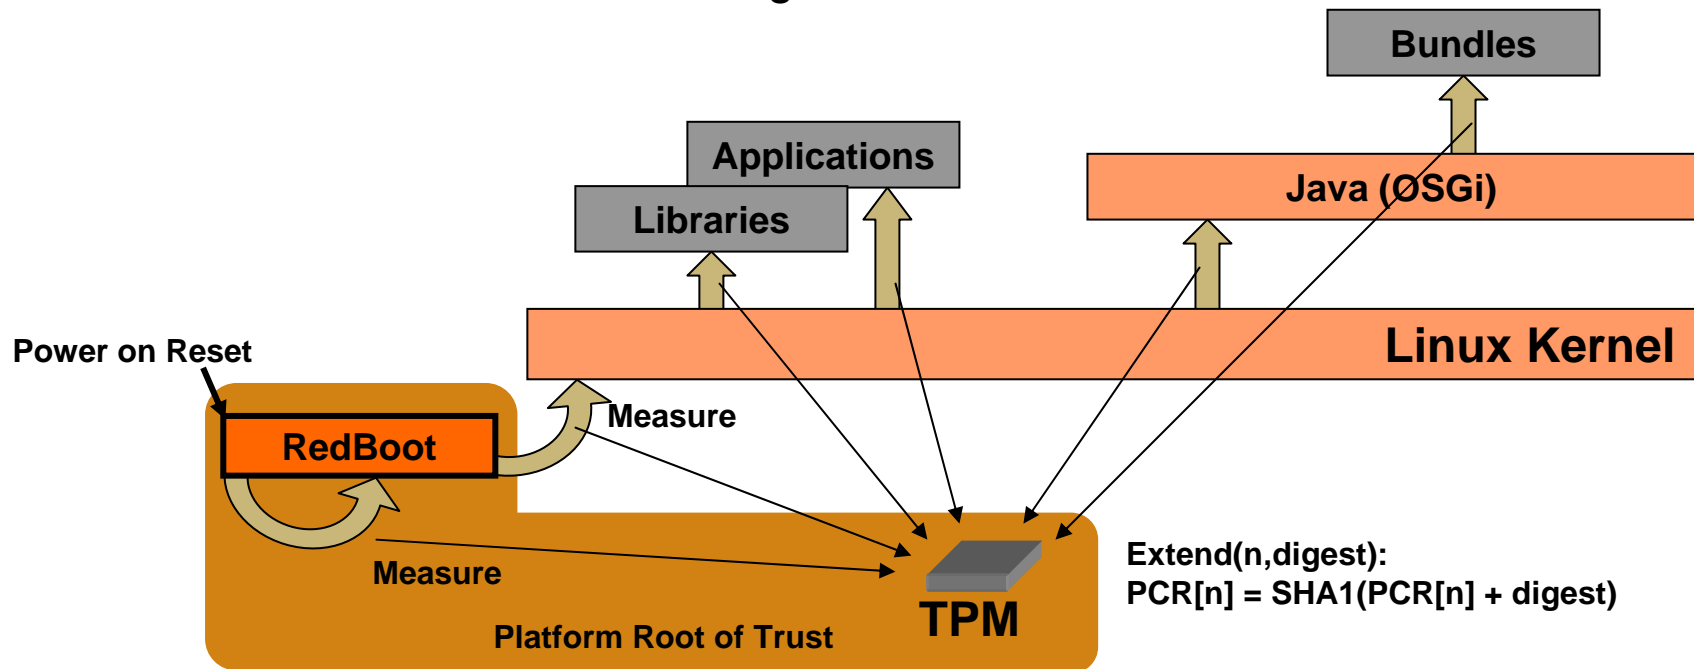 Bundles
Applications
Java (OSGi)
Libraries
Linux Kernel
Power on Reset
Measure
RedBoot
Measure
Extend(n,digest):
PCR[n] = SHA1(PCR[n] + digest)
TPM
Platform Root of Trust